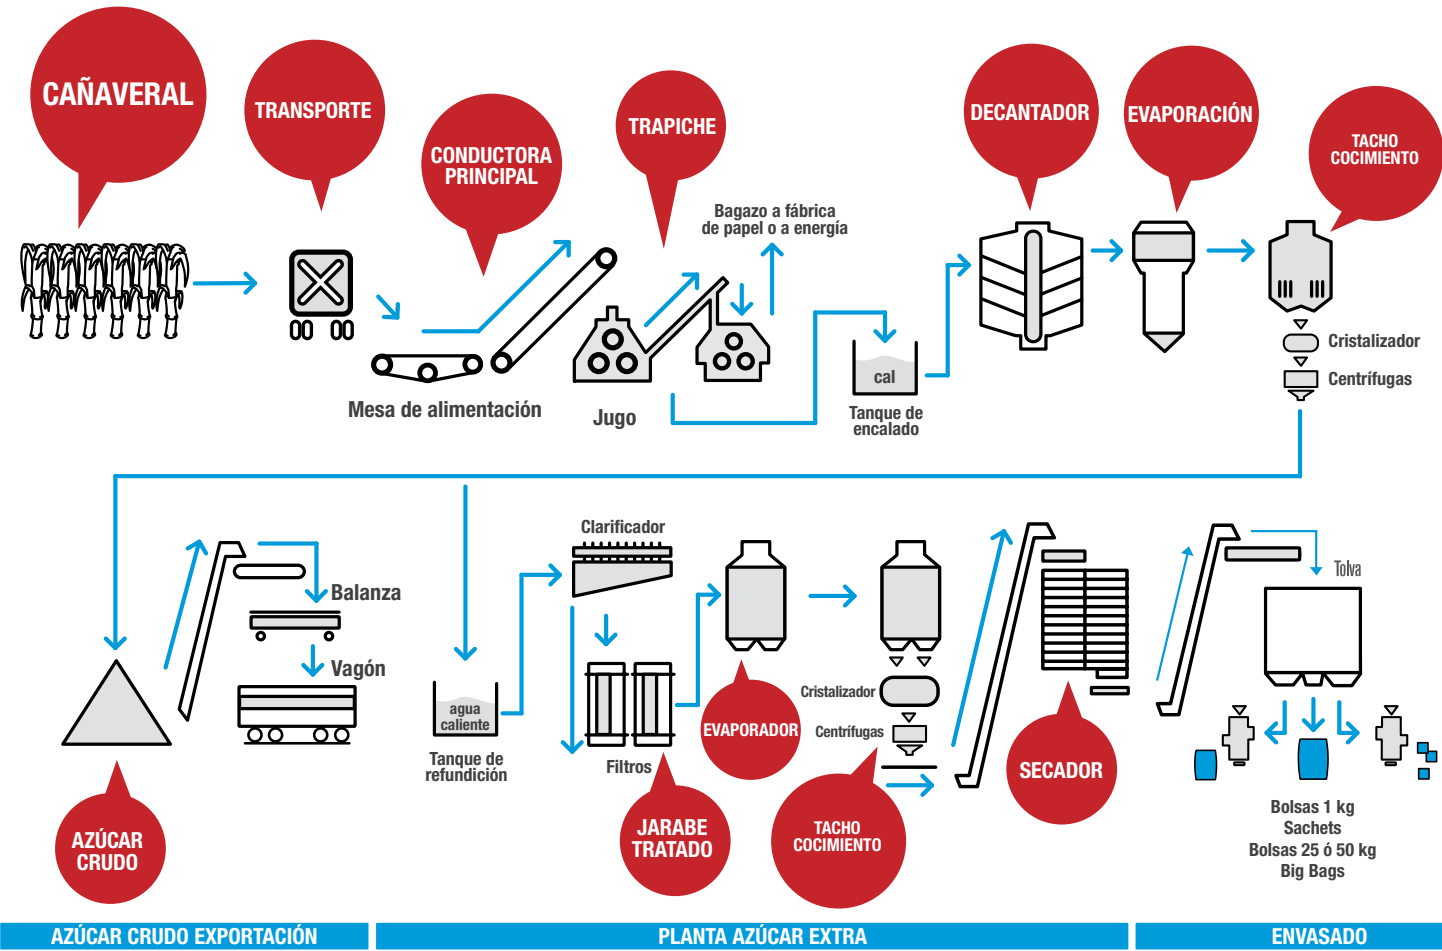 CAÑAVERAL
TRANSPORTE
CONDUCTORA
PRINCIPAL
TRAPICHE
DECANTADOR
EVAPORACIÓN
TACHO
COCIMIENTO
Bagazo a fábrica
de papel o a energía
Mesa de alimentación
Jugo
cal
Tanque de
encalado
Cristalizador
Centrífugas
Balanza
Vagón
AZÚCAR
CRUDO
agua
caliente
Tanque de
refundición
Clarificador
Filtros
JARABE
TRATADO
EVAPORADOR
Cristalizador
Centrífugas
TACHO
COCIMIENTO
SECADOR
Tolva
Bolsas 1 kg
Sachets
Bolsas 25 ó 50 kg
Big Bags
AZÚCAR CRUDO EXPORTACIÓN
PLANTA AZÚCAR EXTRA
ENVASADO